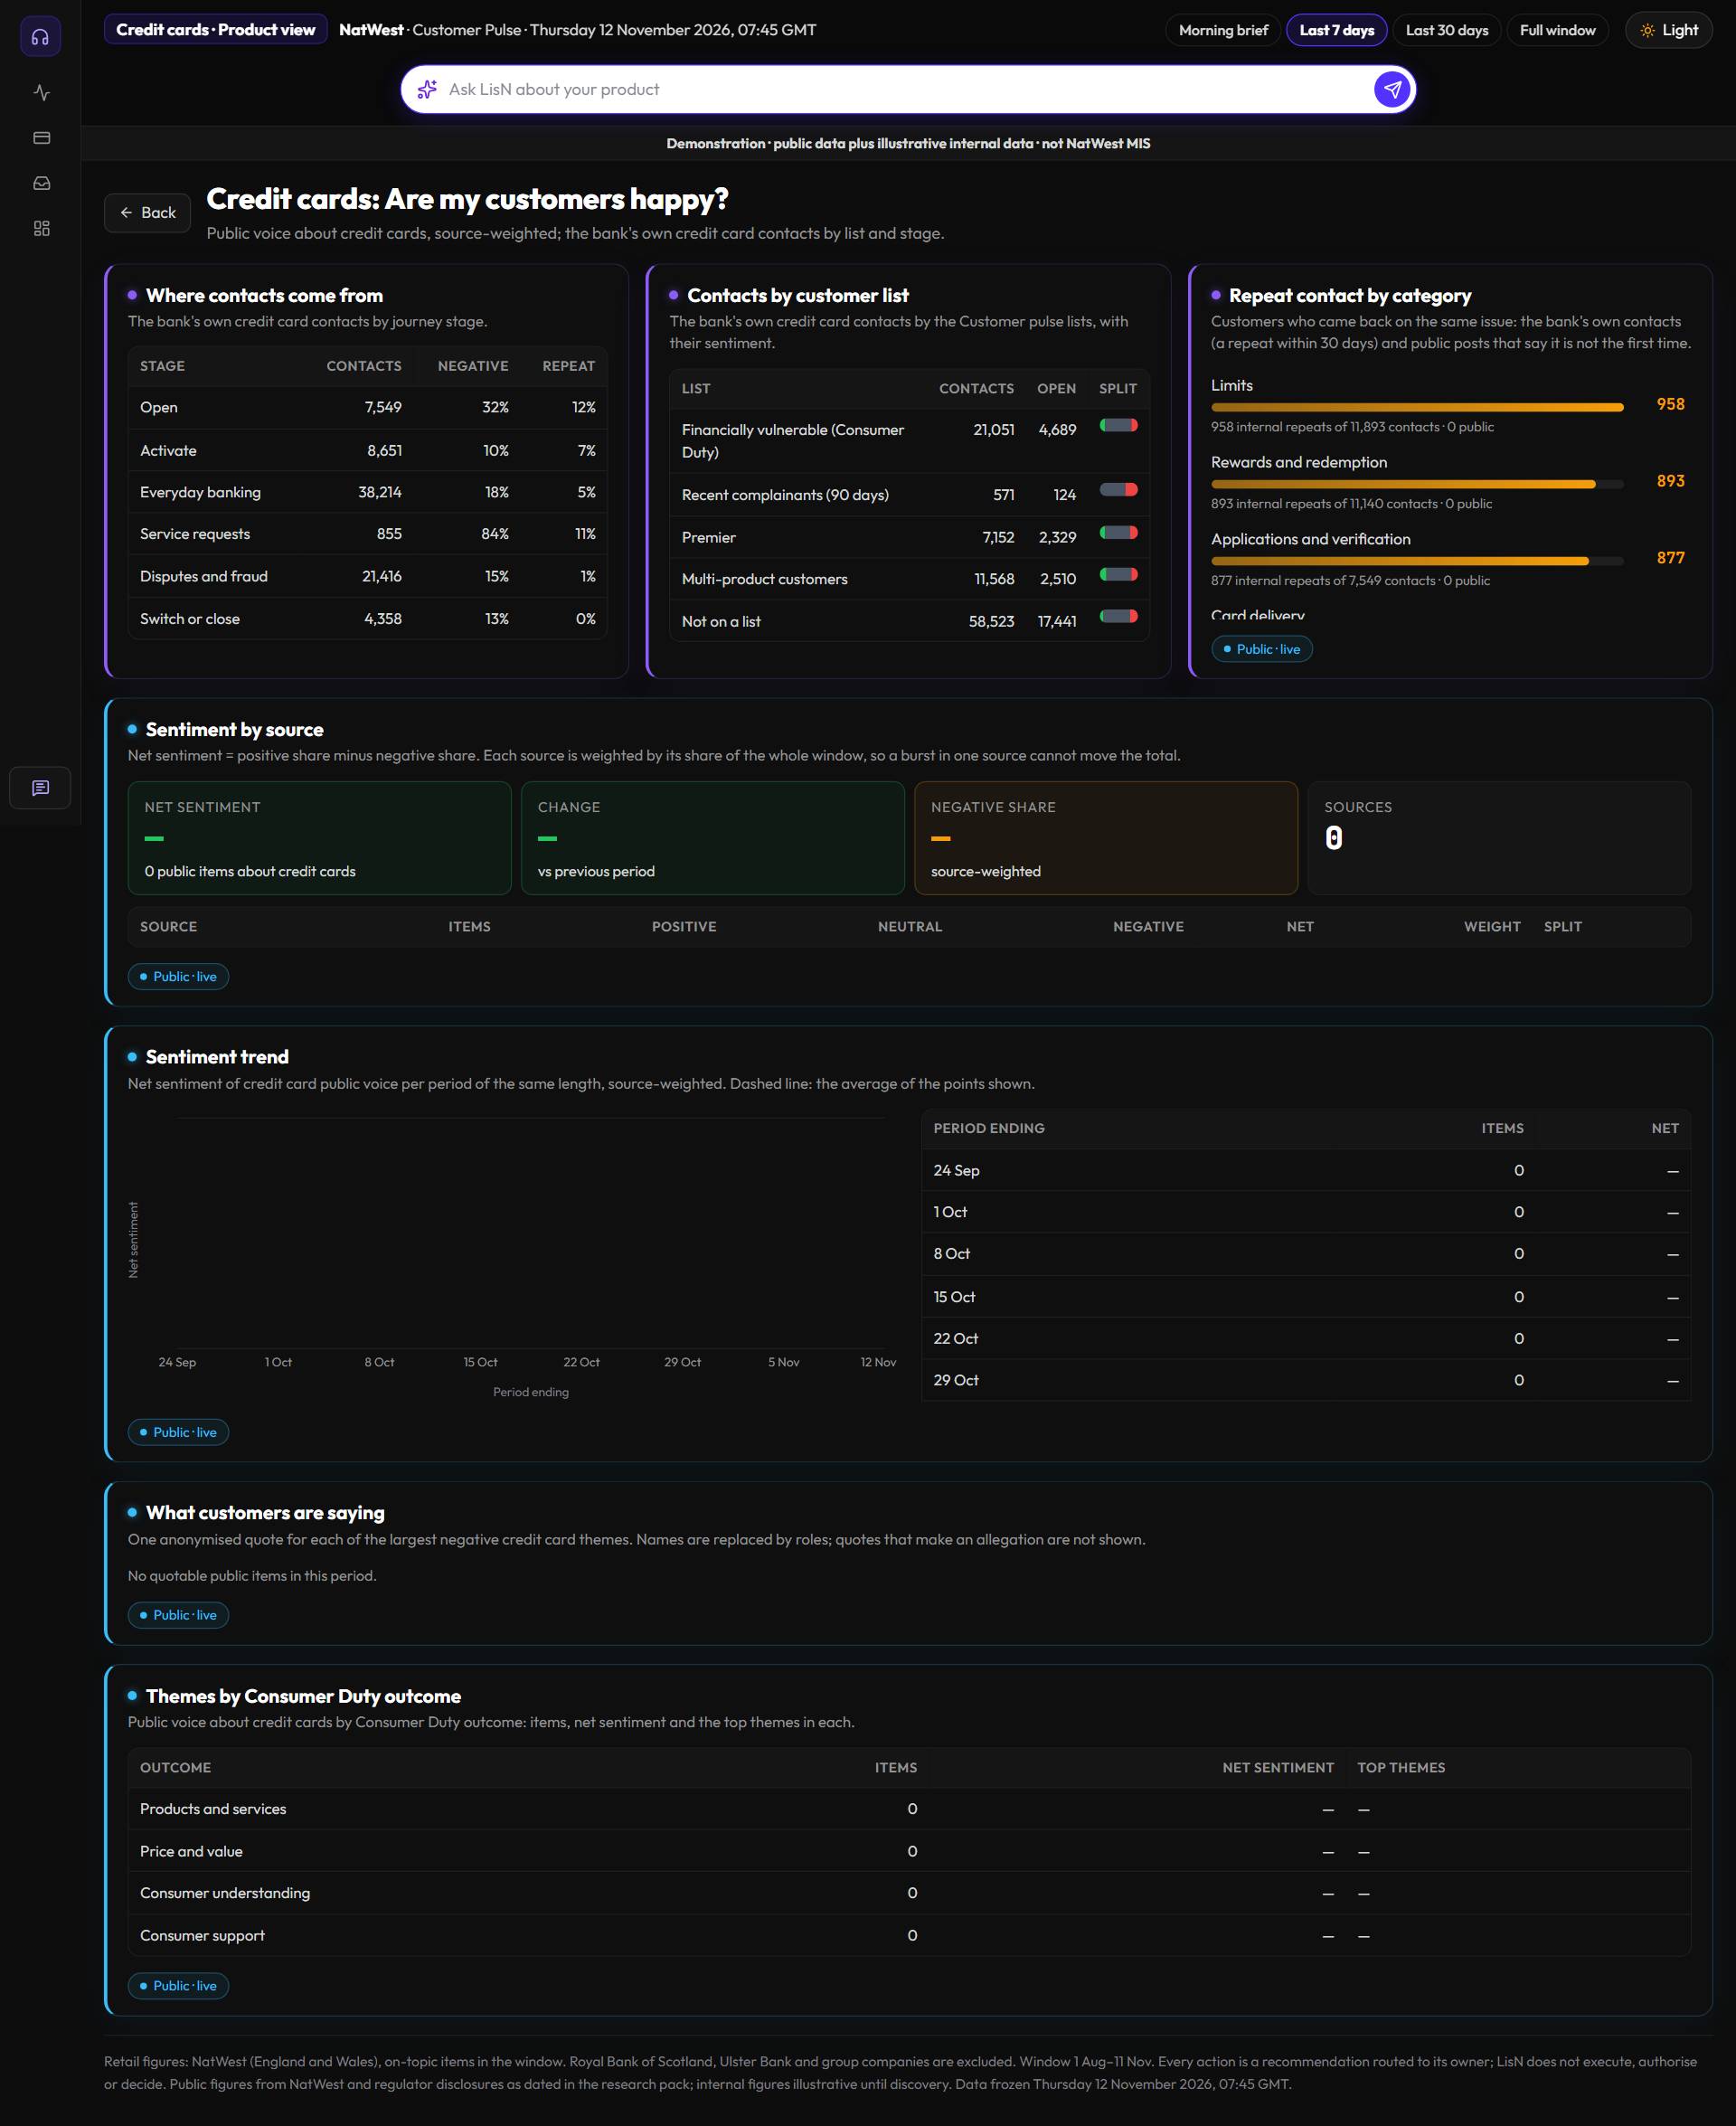 Credit cards · Product view
NatWest · Customer Pulse · Thursday 12 November 2026, 07:45 GMT
Morning brief
Last 7 days
Last 30 days
Full window
Light
Ask LisN about your product
Demonstration · public data plus illustrative internal data · not NatWest MIS
Back
Credit cards: Are my customers happy?
Public voice about credit cards, source-weighted; the bank's own credit card contacts by list and stage.
Where contacts come from
The bank's own credit card contacts by journey stage.
STAGE CONTACTS NEGATIVE REPEAT
Open 7,549 32% 12%
Activate 8,651 10% 7%
Everyday banking 38,214 18% 5%
Service requests 855 84% 11%
Disputes and fraud 21,416 15% 1%
Switch or close 4,358 13% 0%
Contacts by customer list
The bank's own credit card contacts by the Customer pulse lists, with
their sentiment.
LIST CONTACTS OPEN SPLIT
Financially vulnerable (Consumer
Duty) 21,051 4,689
Recent complainants (90 days) 571 124
Premier 7,152 2,329
Multi-product customers 11,568 2,510
Not on a list 58,523 17,441
Repeat contact by category
Customers who came back on the same issue: the bank's own contacts
(a repeat within 30 days) and public posts that say it is not the first time.
Limits
958
958 internal repeats of 11,893 contacts · 0 public
Rewards and redemption
893
893 internal repeats of 11,140 contacts · 0 public
Applications and verification
877
877 internal repeats of 7,549 contacts · 0 public
Card delivery
Public · live
Sentiment by source
Net sentiment = positive share minus negative share. Each source is weighted by its share of the whole window, so a burst in one source cannot move the total.
NET SENTIMENT
—
0 public items about credit cards
CHANGE
—
vs previous period
NEGATIVE SHARE
—
source-weighted
SOURCES
0
SOURCE ITEMS POSITIVE NEUTRAL NEGATIVE NET WEIGHT SPLIT
Public · live
Sentiment trend
Net sentiment of credit card public voice per period of the same length, source-weighted. Dashed line: the average of the points shown.
Net sentiment
24 Sep 1 Oct 8 Oct 15 Oct 22 Oct 29 Oct 5 Nov 12 Nov
Period ending
PERIOD ENDING ITEMS NET
24 Sep 0 —
1 Oct 0 —
8 Oct 0 —
15 Oct 0 —
22 Oct 0 —
29 Oct 0 —
Public · live
What customers are saying
One anonymised quote for each of the largest negative credit card themes. Names are replaced by roles; quotes that make an allegation are not shown.
No quotable public items in this period.
Public · live
Themes by Consumer Duty outcome
Public voice about credit cards by Consumer Duty outcome: items, net sentiment and the top themes in each.
OUTCOME ITEMS NET SENTIMENT TOP THEMES
Products and services 0 — —
Price and value 0 — —
Consumer understanding 0 — —
Consumer support 0 — —
Public · live
Retail figures: NatWest (England and Wales), on-topic items in the window. Royal Bank of Scotland, Ulster Bank and group companies are excluded. Window 1 Aug–11 Nov. Every action is a recommendation routed to its owner; LisN does not execute, authorise
or decide. Public figures from NatWest and regulator disclosures as dated in the research pack; internal figures illustrative until discovery. Data frozen Thursday 12 November 2026, 07:45 GMT.